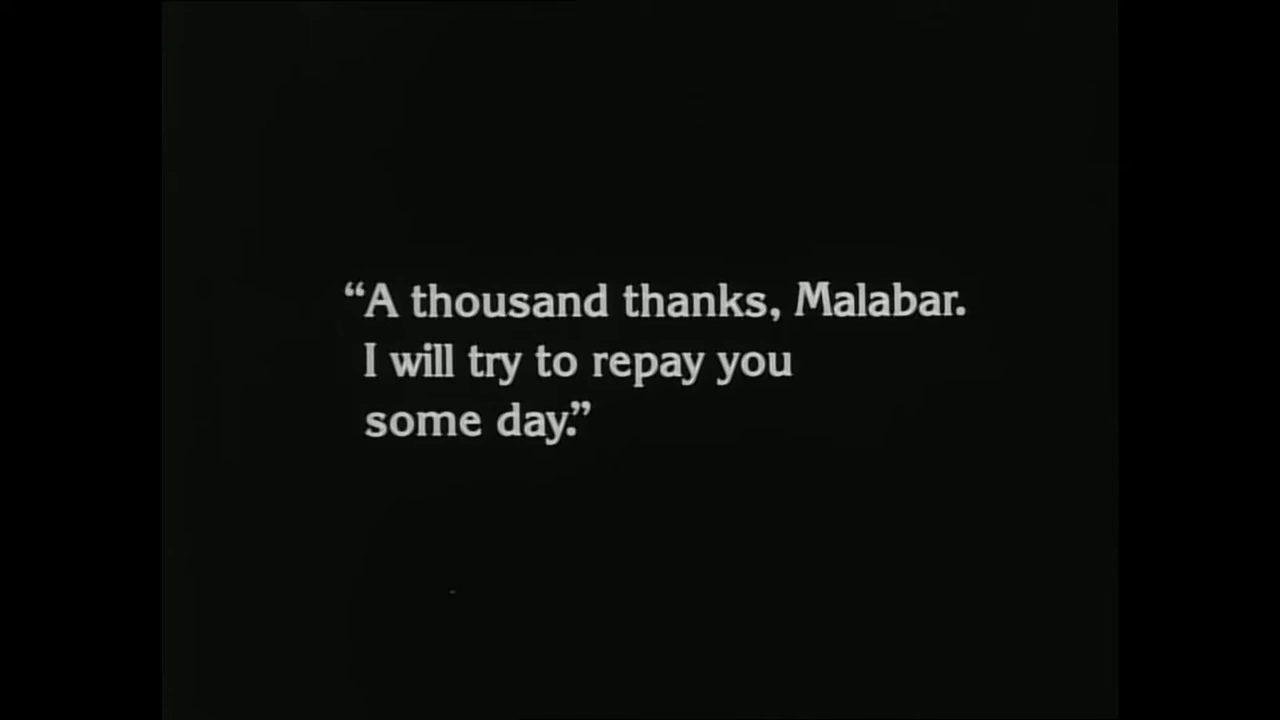 “A thousand thanks, Malabar.
I will try to repay you
some day.”